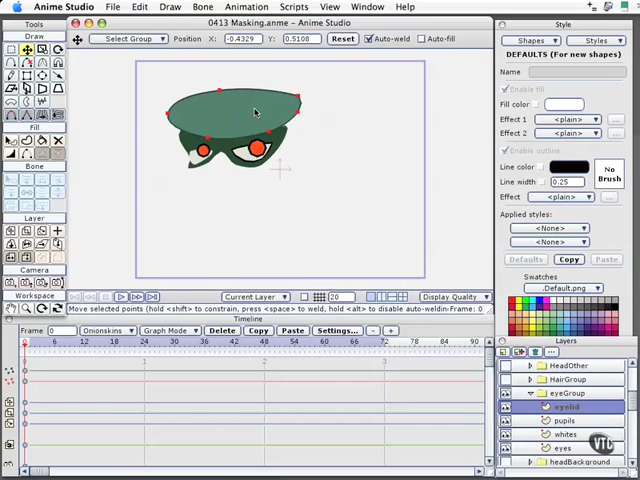 Anime Studio File Edit Draw Bone Animation Scripts View Window Help
0413 Masking.anme - Anime Studio
Select Group Position X: -0.4329 Y: 0.5108 Reset Auto-weld Auto-fill
Draw
Fill
Bone
Layer
Camera
Workspace
Style
Shapes Styles
DEFAULTS (For new shapes)
Name
Enable fill
Fill color
Effect 1 <plain> ...
Effect 2 <plain> ...
Enable outline
Line color
Line width 0.25
No Brush
Effect <plain> ...
Applied styles:
<None>
<None>
Defaults Copy Paste
Swatches
.Default.png
Current Layer 20 Display Quality
Move selected points (hold <shift> to constrain, press <space> to weld, hold <alt> to disable auto-weldin Frame: 0
Timeline
Frame 0 Onionskins Graph Mode Delete Copy Paste Settings... - +
0 6 12 18 24 30 36 42 48 54 60 66 72 78 84 90
1 2 3
Layers
HeadOther
HairGroup
eyeGroup
eyelid
pupils
whites
eyes
headBackground
VTC